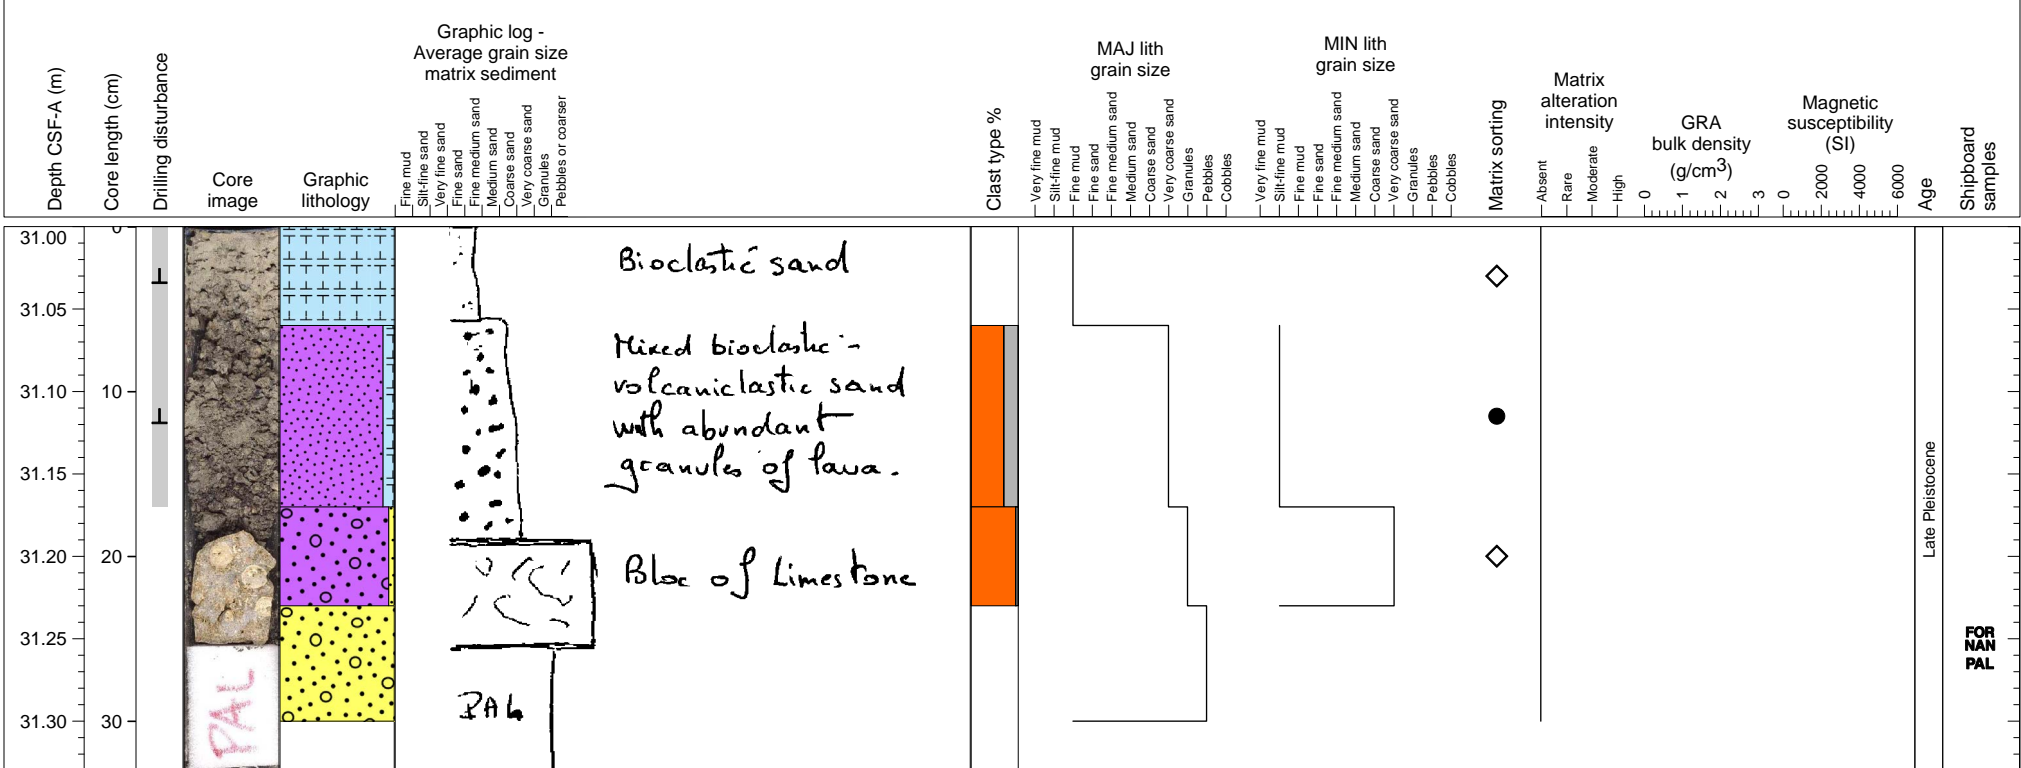 Depth CSF-A (m)
Core length (cm)
Drilling disturbance
Core
image
Graphic
lithology
Graphic log -
Average grain size
matrix sediment
Fine mud
Silt-fine sand
Very fine sand
Fine sand
Fine medium sand
Medium sand
Coarse sand
Very coarse sand
Granules
Pebbles or coarser
Clast type %
MAJ lith
grain size
Very fine mud
Silt-fine mud
Fine mud
Fine sand
Fine medium sand
Medium sand
Coarse sand
Very coarse sand
Granules
Pebbles
Cobbles
MIN lith
grain size
Very fine mud
Silt-fine mud
Fine mud
Fine sand
Fine medium sand
Medium sand
Coarse sand
Very coarse sand
Granules
Pebbles
Cobbles
Matrix sorting
Matrix
alteration
intensity
Absent
Rare
Moderate
High
GRA
bulk density
(g/cm3)
0 1 2 3
Magnetic
susceptibility
(SI)
0 2000 4000 6000
Age
Shipboard
samples
31.00 0
31.05
31.10 10
31.15
31.20 20
31.25
31.30 30
PAL
Bioclastic sand
Mixed bioclastic -
volcaniclastic sand
with abundant
granules of lava.
Bloc of Limestone
PAL
Late Pleistocene
FOR
NAN
PAL